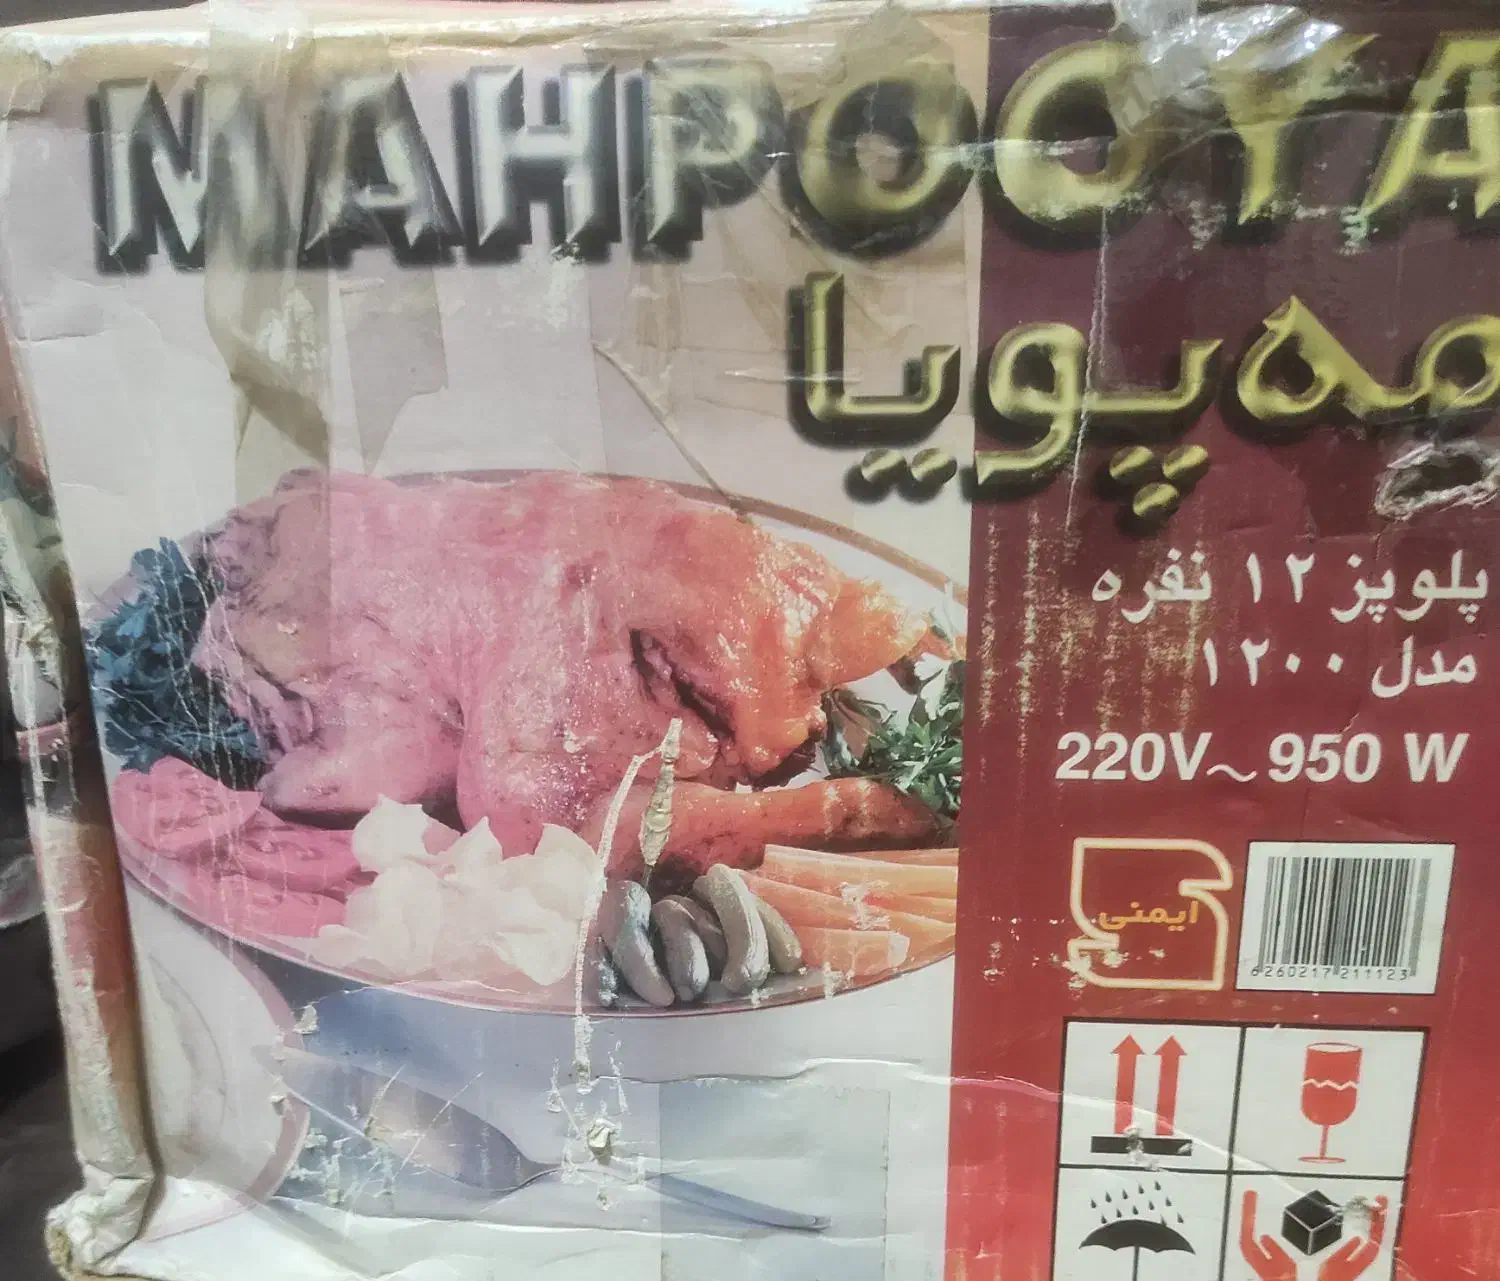 MAHPOOYA
مه پویا
پلوپز ۱۲ نفره
مدل ۱۲۰۰
220V~950 W
ایمنی
6260217211123